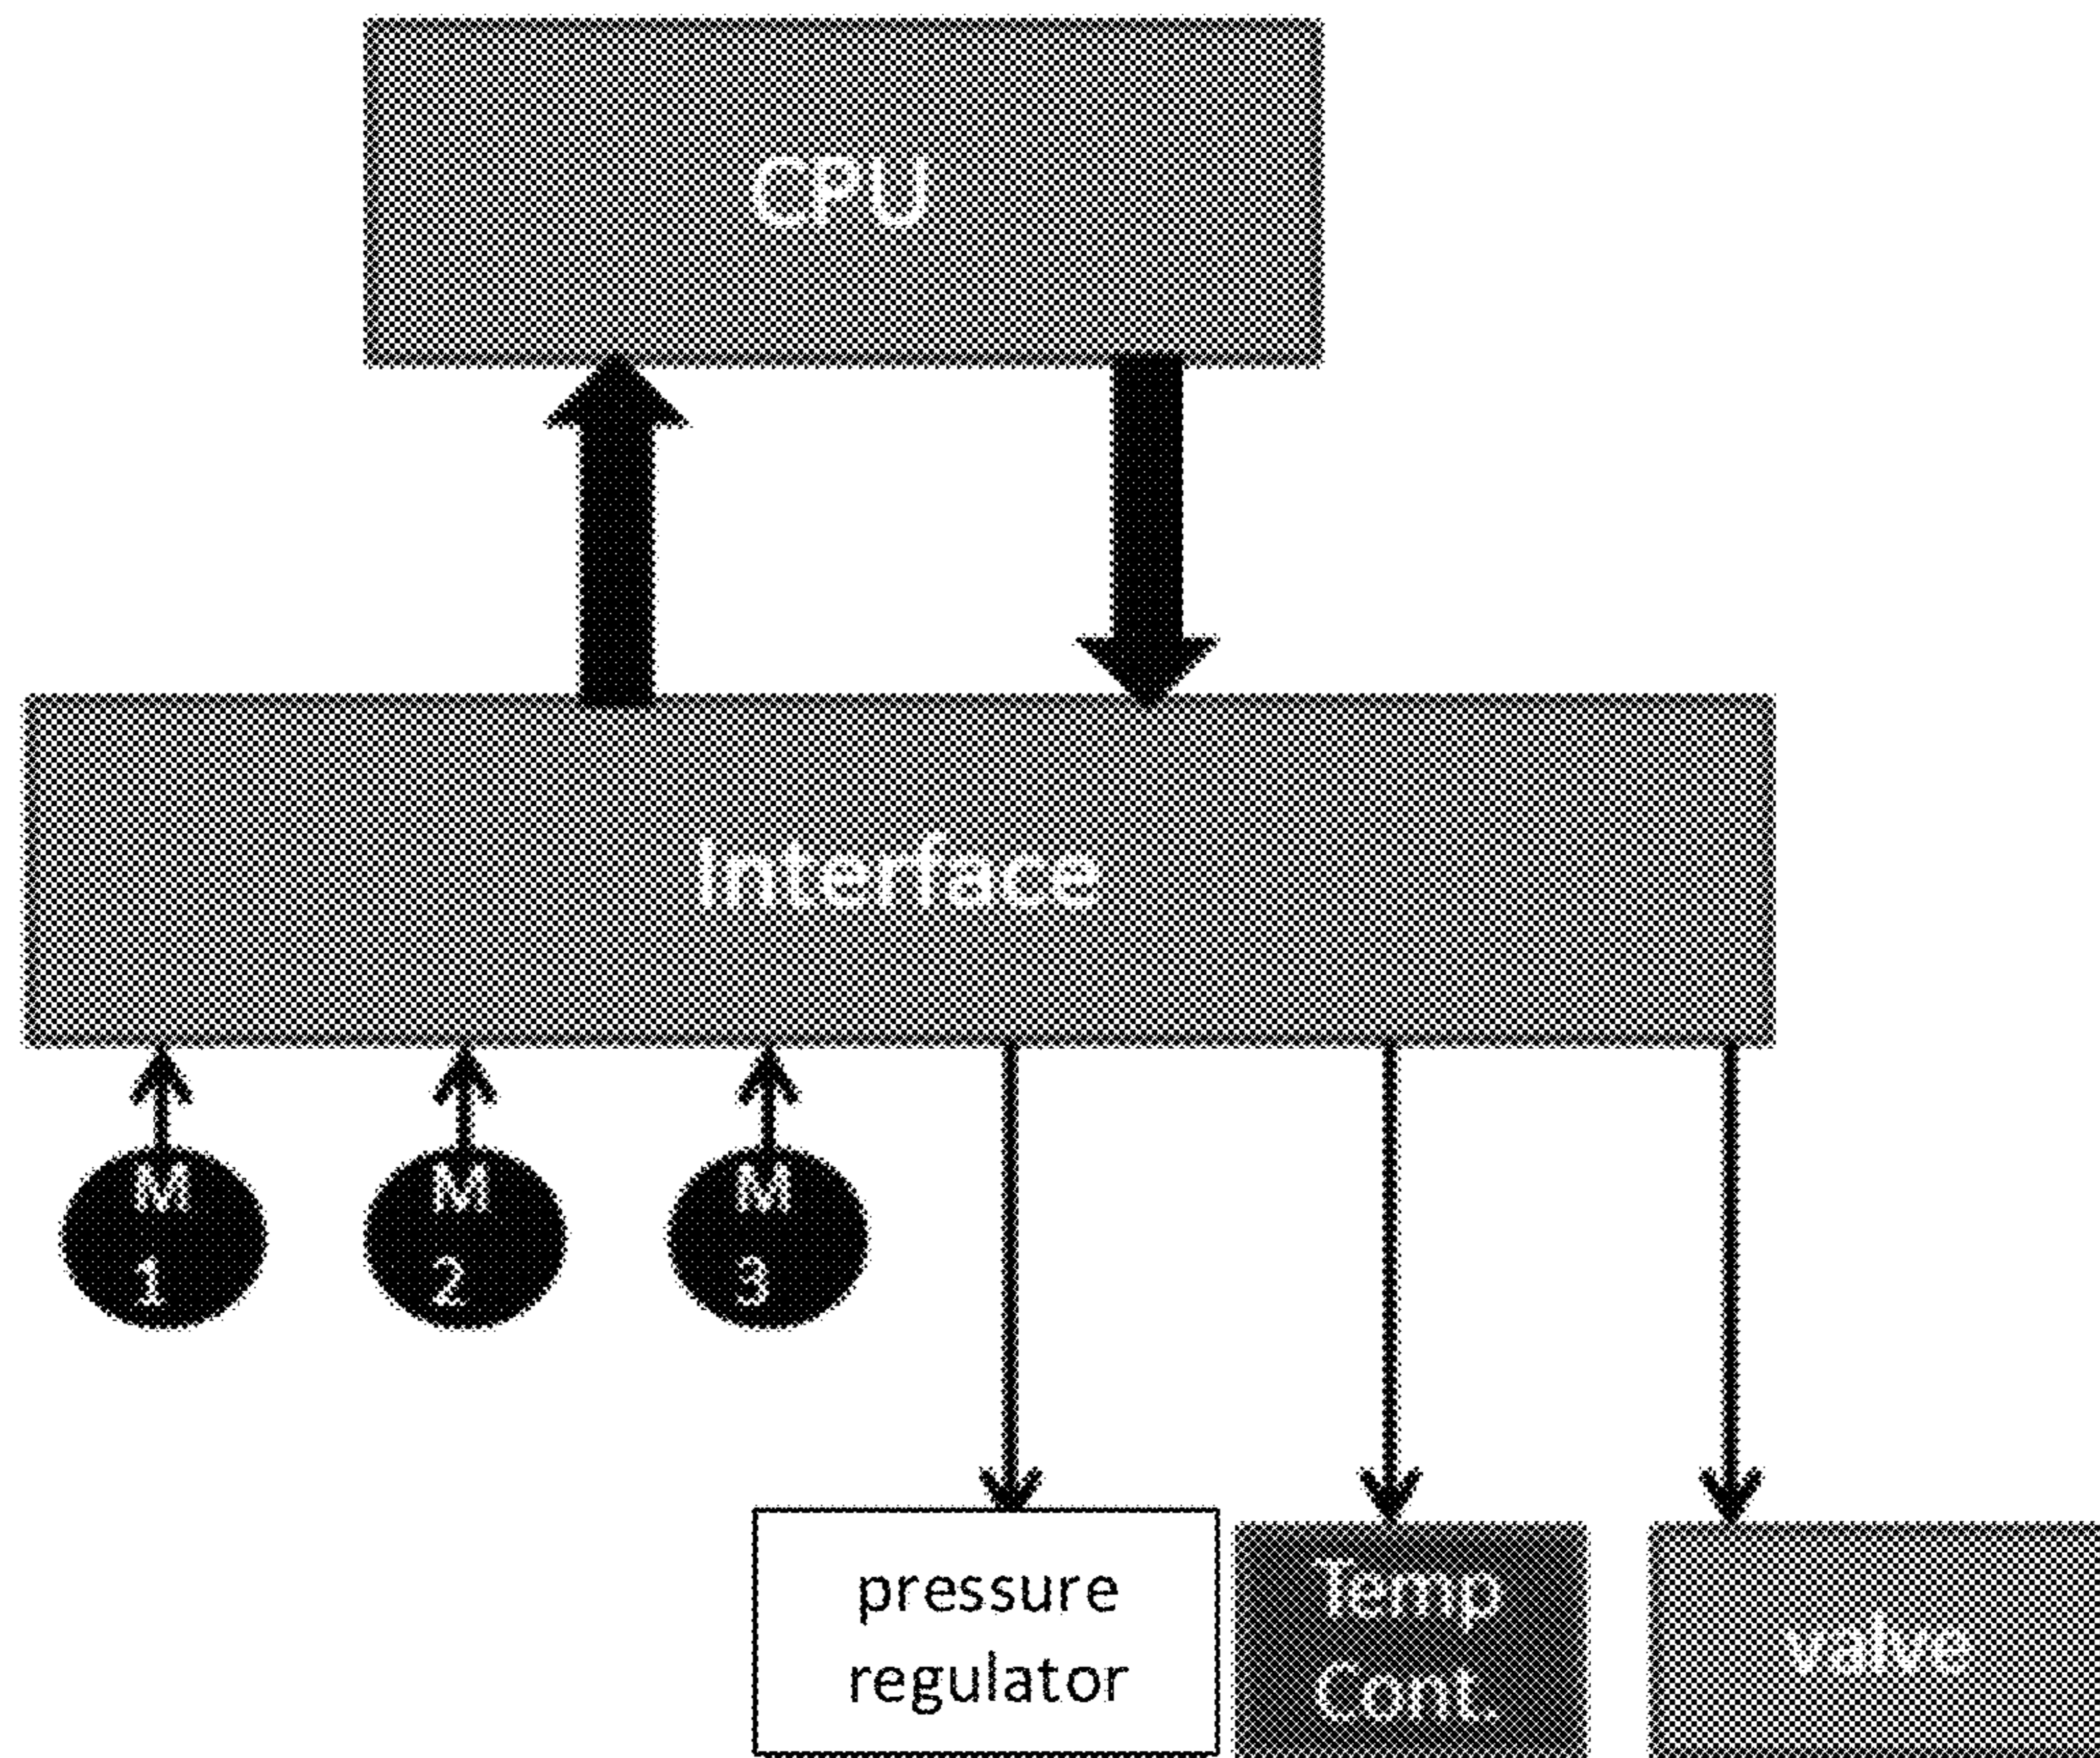 CPU
Interface
M
1
M
2
M
3
pressure
regulator
Temp
Cont.
valve